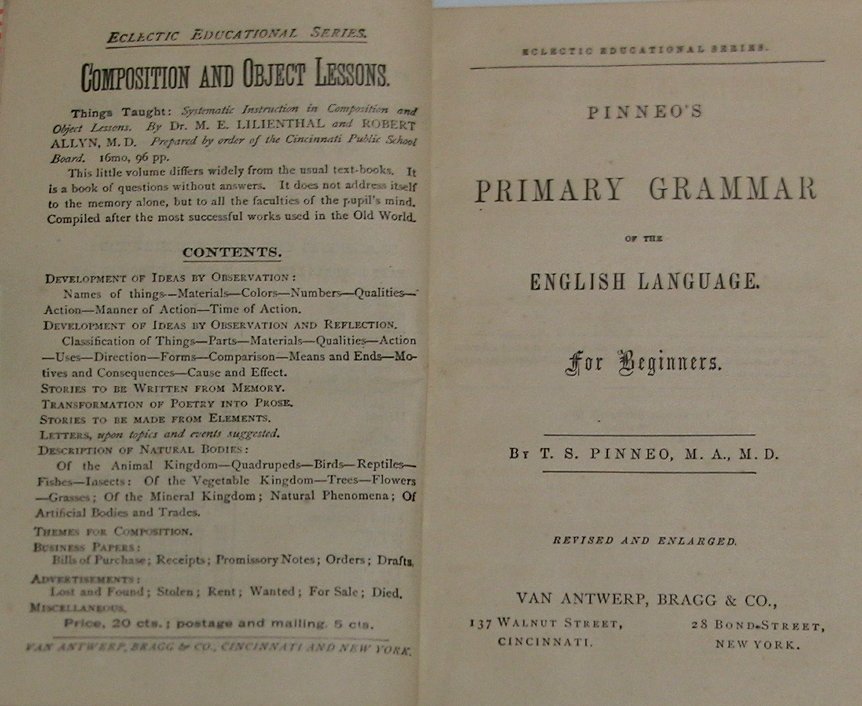 ECLECTIC EDUCATIONAL SERIES.
COMPOSITION AND OBJECT LESSONS.
Things Taught: Systematic Instruction in Composition and
Object Lessons. By Dr. M. E. LILIENTHAL and ROBERT
ALLYN, M. D. Prepared by order of the Cincinnati Public School
Board. 16mo, 96 pp.
This little volume differs widely from the usual text-books. It
is a book of questions without answers. It does not address itself
to the memory alone, but to all the faculties of the pupil's mind.
Compiled after the most successful works used in the Old World.
CONTENTS.
DEVELOPMENT OF IDEAS BY OBSERVATION:
Names of things—Materials—Colors—Numbers—Qualities—
Action—Manner of Action—Time of Action.
DEVELOPMENT OF IDEAS BY OBSERVATION AND REFLECTION.
Classification of Things—Parts—Materials—Qualities—Action
—Uses—Direction—Forms—Comparison—Means and Ends—Mo-
tives and Consequences—Cause and Effect.
STORIES TO BE WRITTEN FROM MEMORY.
TRANSFORMATION OF POETRY INTO PROSE.
STORIES TO BE MADE FROM ELEMENTS.
LETTERS, upon topics and events suggested.
DESCRIPTION OF NATURAL BODIES:
Of the Animal Kingdom—Quadrupeds—Birds—Reptiles—
Fishes—Insects: Of the Vegetable Kingdom—Trees—Flowers
—Grasses; Of the Mineral Kingdom; Natural Phenomena; Of
Artificial Bodies and Trades.
THEMES FOR COMPOSITION.
BUSINESS PAPERS:
Bills of Purchase; Receipts; Promissory Notes; Orders; Drafts.
ADVERTISEMENTS:
Lost and Found; Stolen; Rent; Wanted; For Sale; Died.
MISCELLANEOUS.
Price, 20 cts.; postage and mailing, 5 cts.
VAN ANTWERP, BRAGG & CO., CINCINNATI AND NEW YORK.
ECLECTIC EDUCATIONAL SERIES.
PINNEO'S
PRIMARY GRAMMAR
OF THE
ENGLISH LANGUAGE.
For Beginners.
BY T. S. PINNEO, M. A., M. D.
REVISED AND ENLARGED.
VAN ANTWERP, BRAGG & CO.,
137 WALNUT STREET, 28 BOND STREET,
CINCINNATI. NEW YORK.